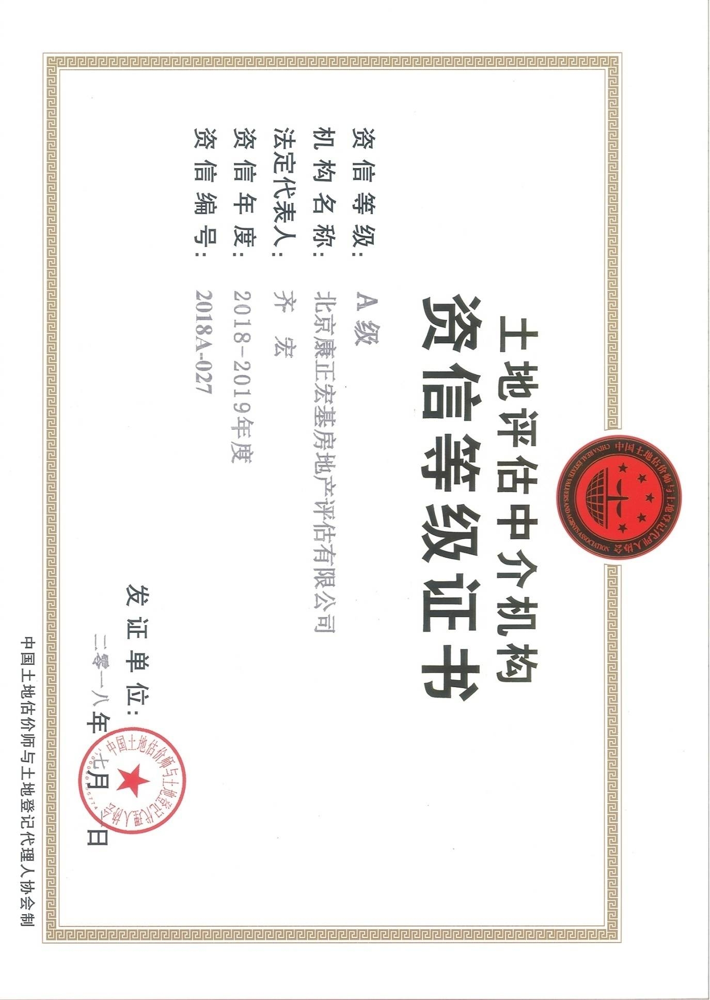 中国土地估价师与土地登记代理人协会
CHINA REAL ESTATE VALUERS AND AGENTS ASSOCIATION
土地评估中介机构
资信等级证书
资信等级：A级
机构名称：北京康正宏基房地产评估有限公司
法定代表人：齐 宏
资信年度：2018-2019年度
资信编号：2018A-027
发证单位：
中国土地估价师与土地登记代理人协会
二零一八年七月 日
中国土地估价师与土地登记代理人协会制